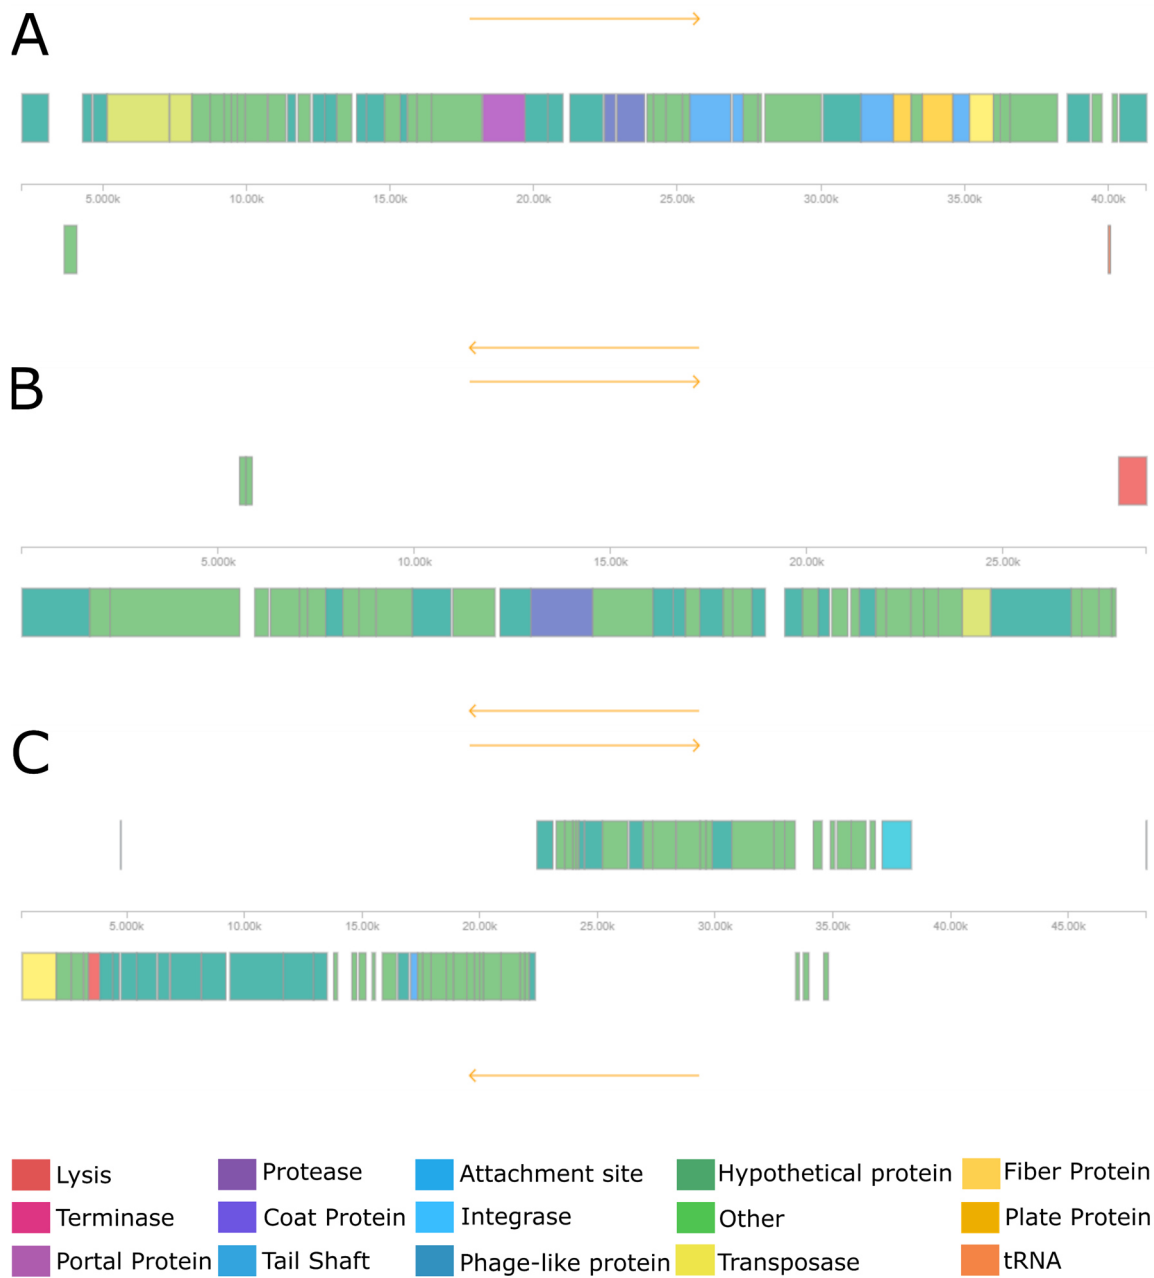 A
5.000k 10.00k 15.00k 20.00k 25.00k 30.00k 35.00k 40.00k
B
5.000k 10.00k 15.00k 20.00k 25.00k
C
5.000k 10.00k 15.00k 20.00k 25.00k 30.00k 35.00k 40.00k 45.00k
Lysis Protease Attachment site Hypothetical protein Fiber Protein
Terminase Coat Protein Integrase Other Plate Protein
Portal Protein Tail Shaft Phage-like protein Transposase tRNA